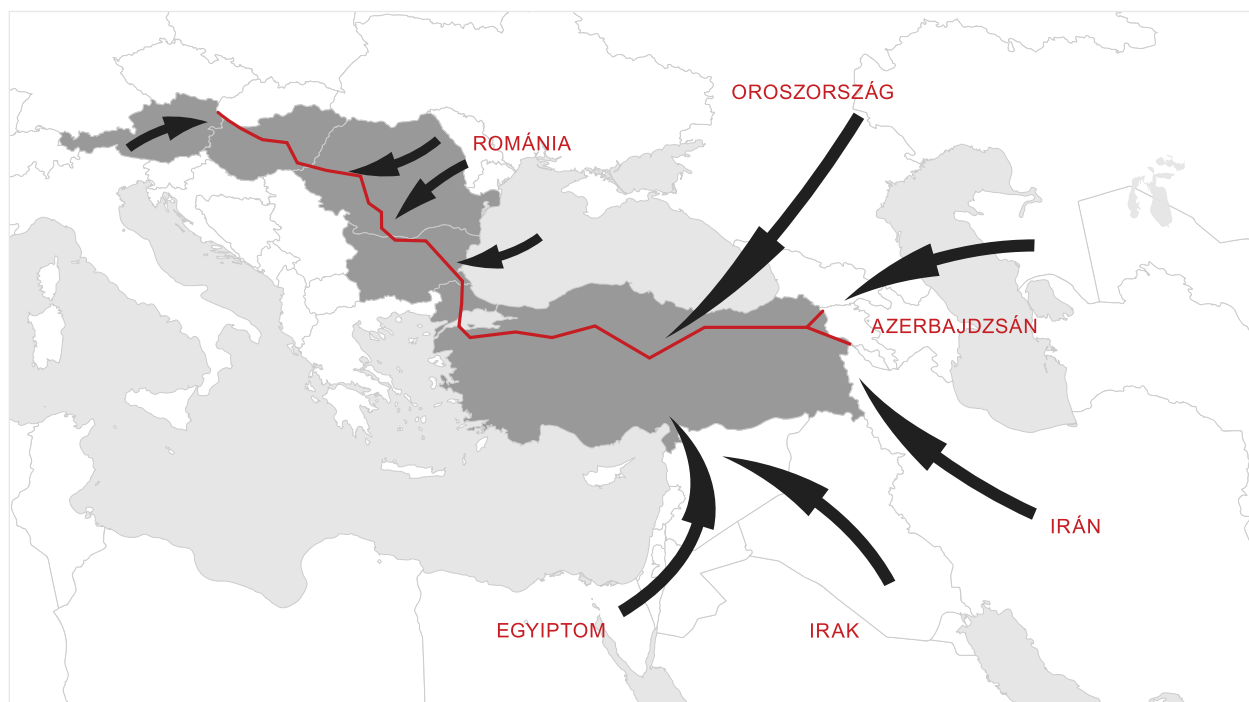 OROSZORSZÁG
ROMÁNIA
AZERBAJDZSÁN
IRÁN
EGYIPTOM
IRAK